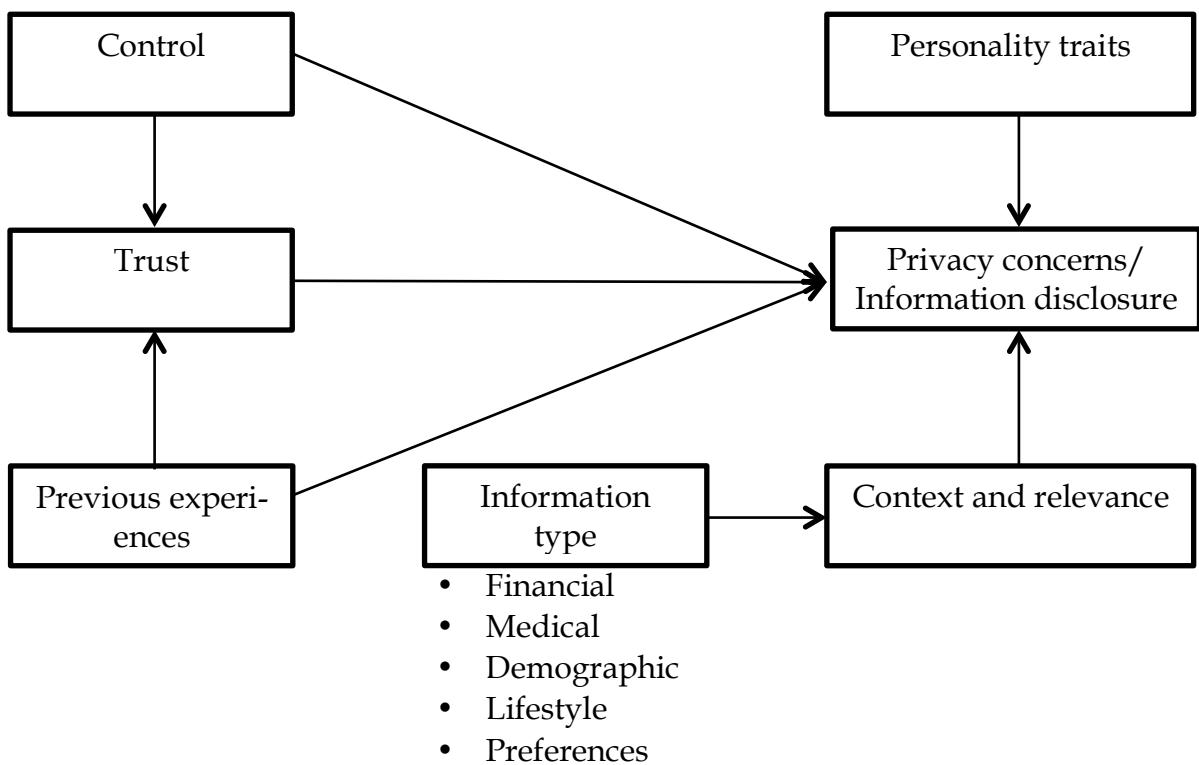 Control
Personality traits
Trust
Privacy concerns/
Information disclosure
Previous experi-
ences
Information
type
Context and relevance
• Financial
• Medical
• Demographic
• Lifestyle
• Preferences